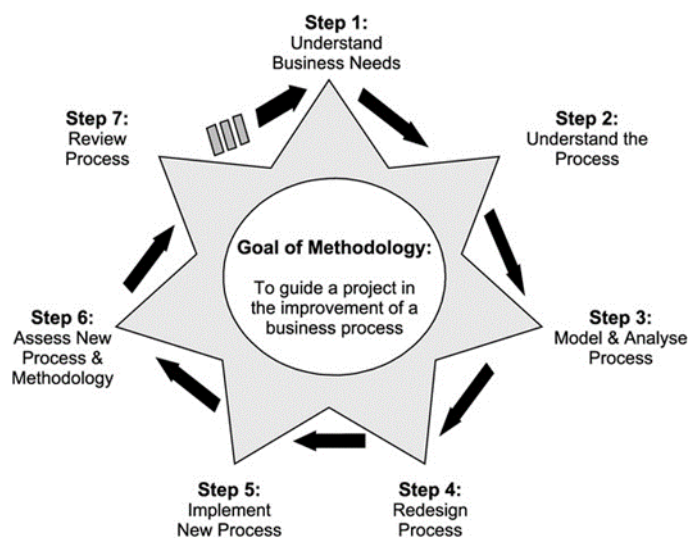 Step 1:
Understand
Business Needs
Step 2:
Understand the
Process
Step 3:
Model & Analyse
Process
Step 4:
Redesign
Process
Step 5:
Implement
New Process
Step 6:
Assess New
Process &
Methodology
Step 7:
Review
Process
Goal of Methodology:
To guide a project in
the improvement of a
business process